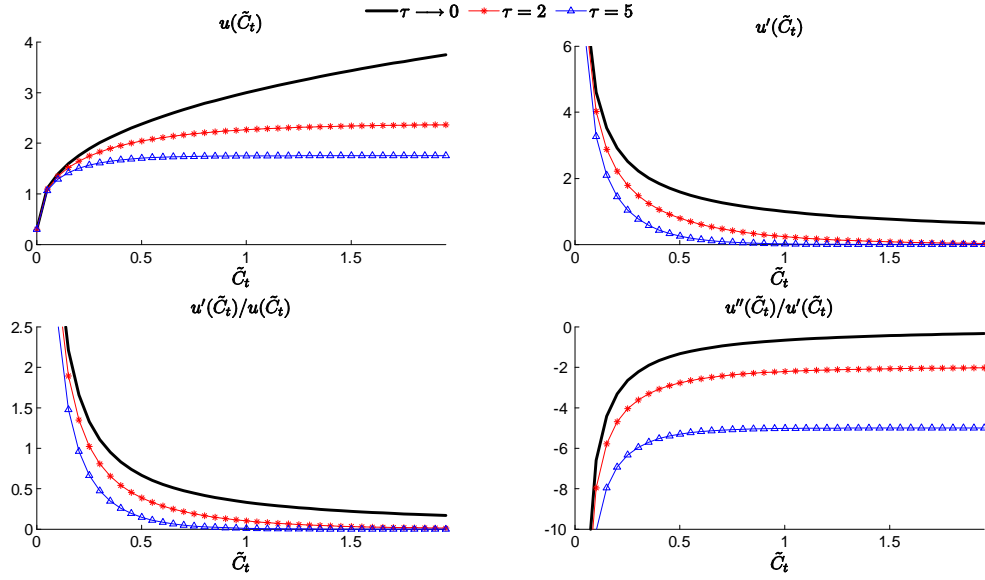 τ ⟶ 0 τ = 2 τ = 5
u(C̃ₜ) u′(C̃ₜ)
4
3
2
1
0
0 0.5 1 1.5
C̃ₜ
6
4
2
0
0 0.5 1 1.5
C̃ₜ
u′(C̃ₜ)/u(C̃ₜ) u″(C̃ₜ)/u′(C̃ₜ)
2.5
2
1.5
1
0.5
0
0 0.5 1 1.5
C̃ₜ
0
-2
-4
-6
-8
-10
0 0.5 1 1.5
C̃ₜ